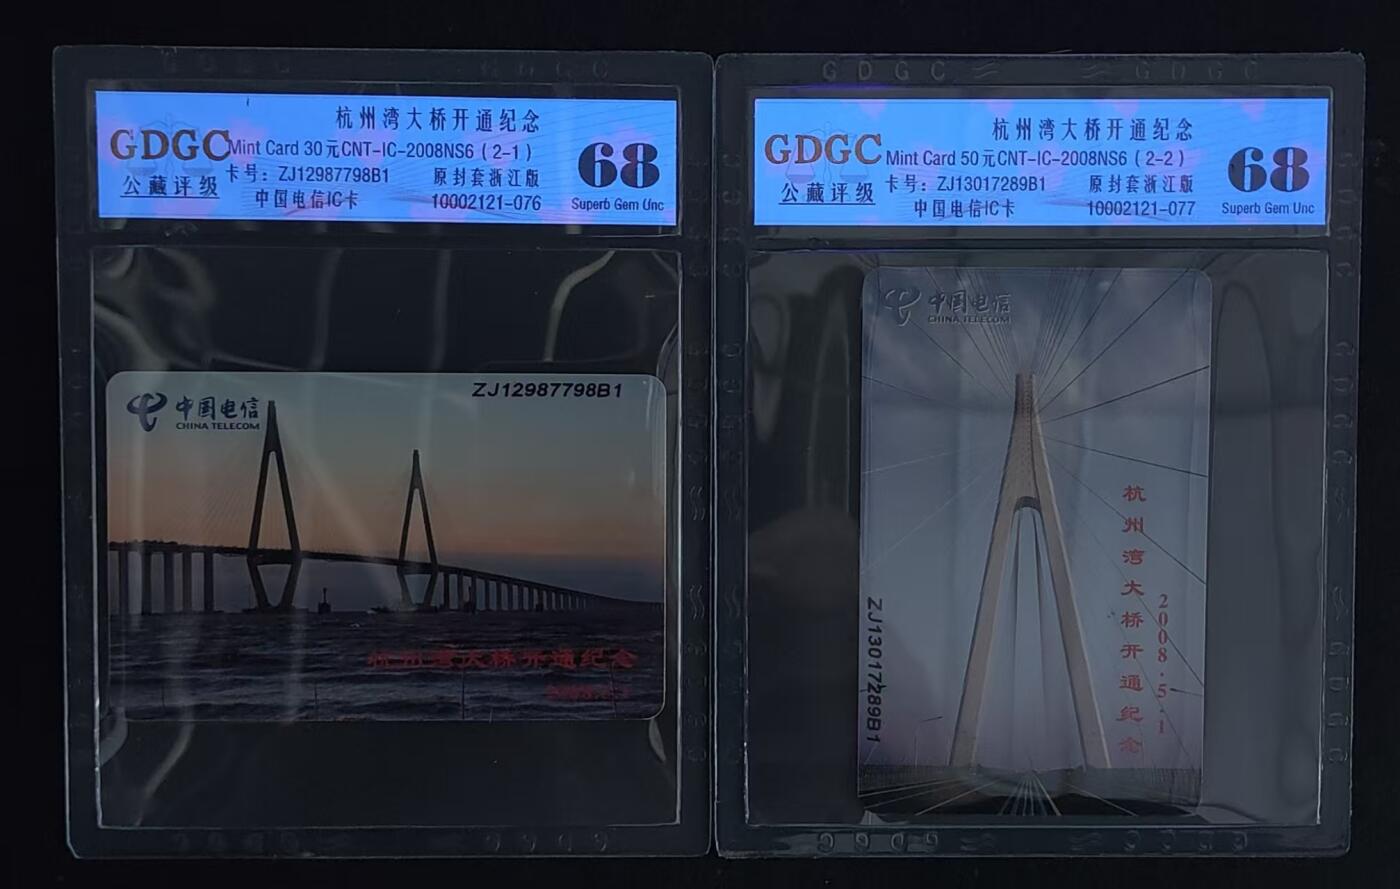 杭州湾大桥开通纪念
GDGC
Mint Card 30元CNT-IC-2008NS6（2-1）
公藏评级
卡号：ZJ12987798B1
原封套浙江版
中国电信IC卡
10002121-076
68
Superb Gem Unc
中国电信
CHINA TELECOM
ZJ12987798B1
杭州湾大桥开通纪念
2008.5.1
GDGC
杭州湾大桥开通纪念
GDGC
Mint Card 50元CNT-IC-2008NS6（2-2）
公藏评级
卡号：ZJ13017289B1
原封套浙江版
中国电信IC卡
10002121-077
68
Superb Gem Unc
中国电信
CHINA TELECOM
杭州湾大桥开通纪念
2008.5.1
ZJ13017289B1